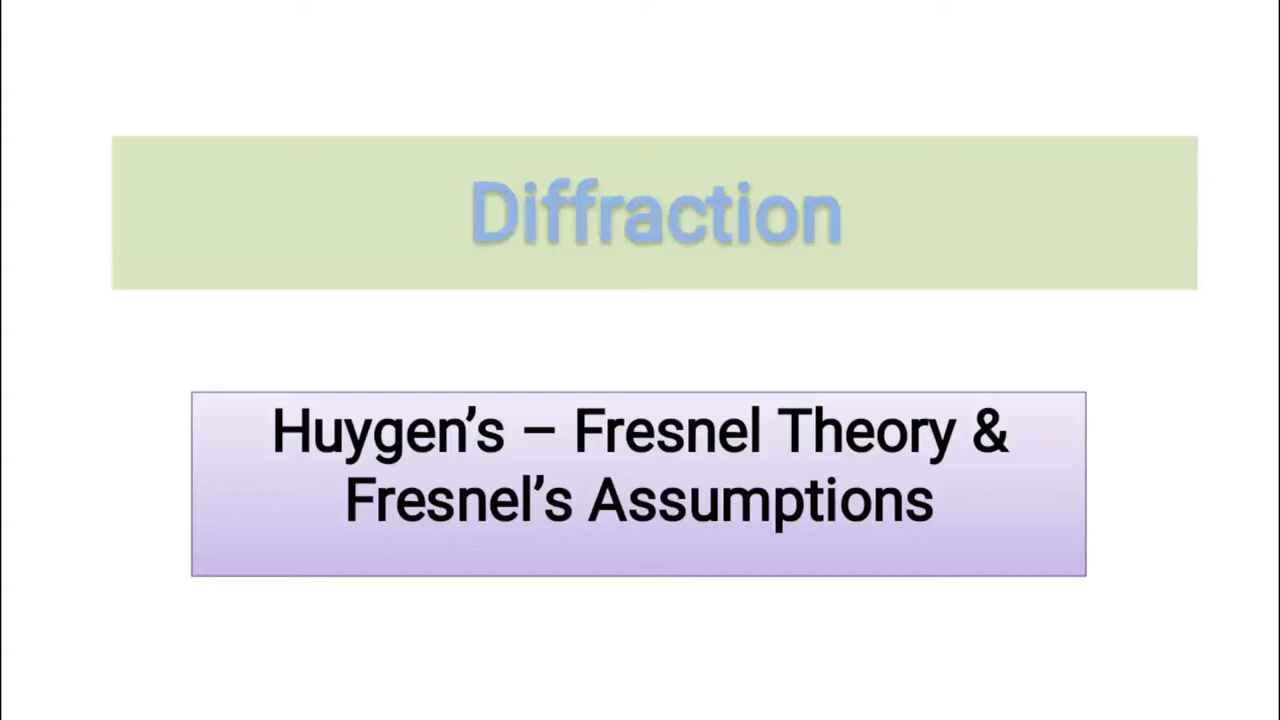 Diffraction
Huygen’s – Fresnel Theory &
Fresnel’s Assumptions